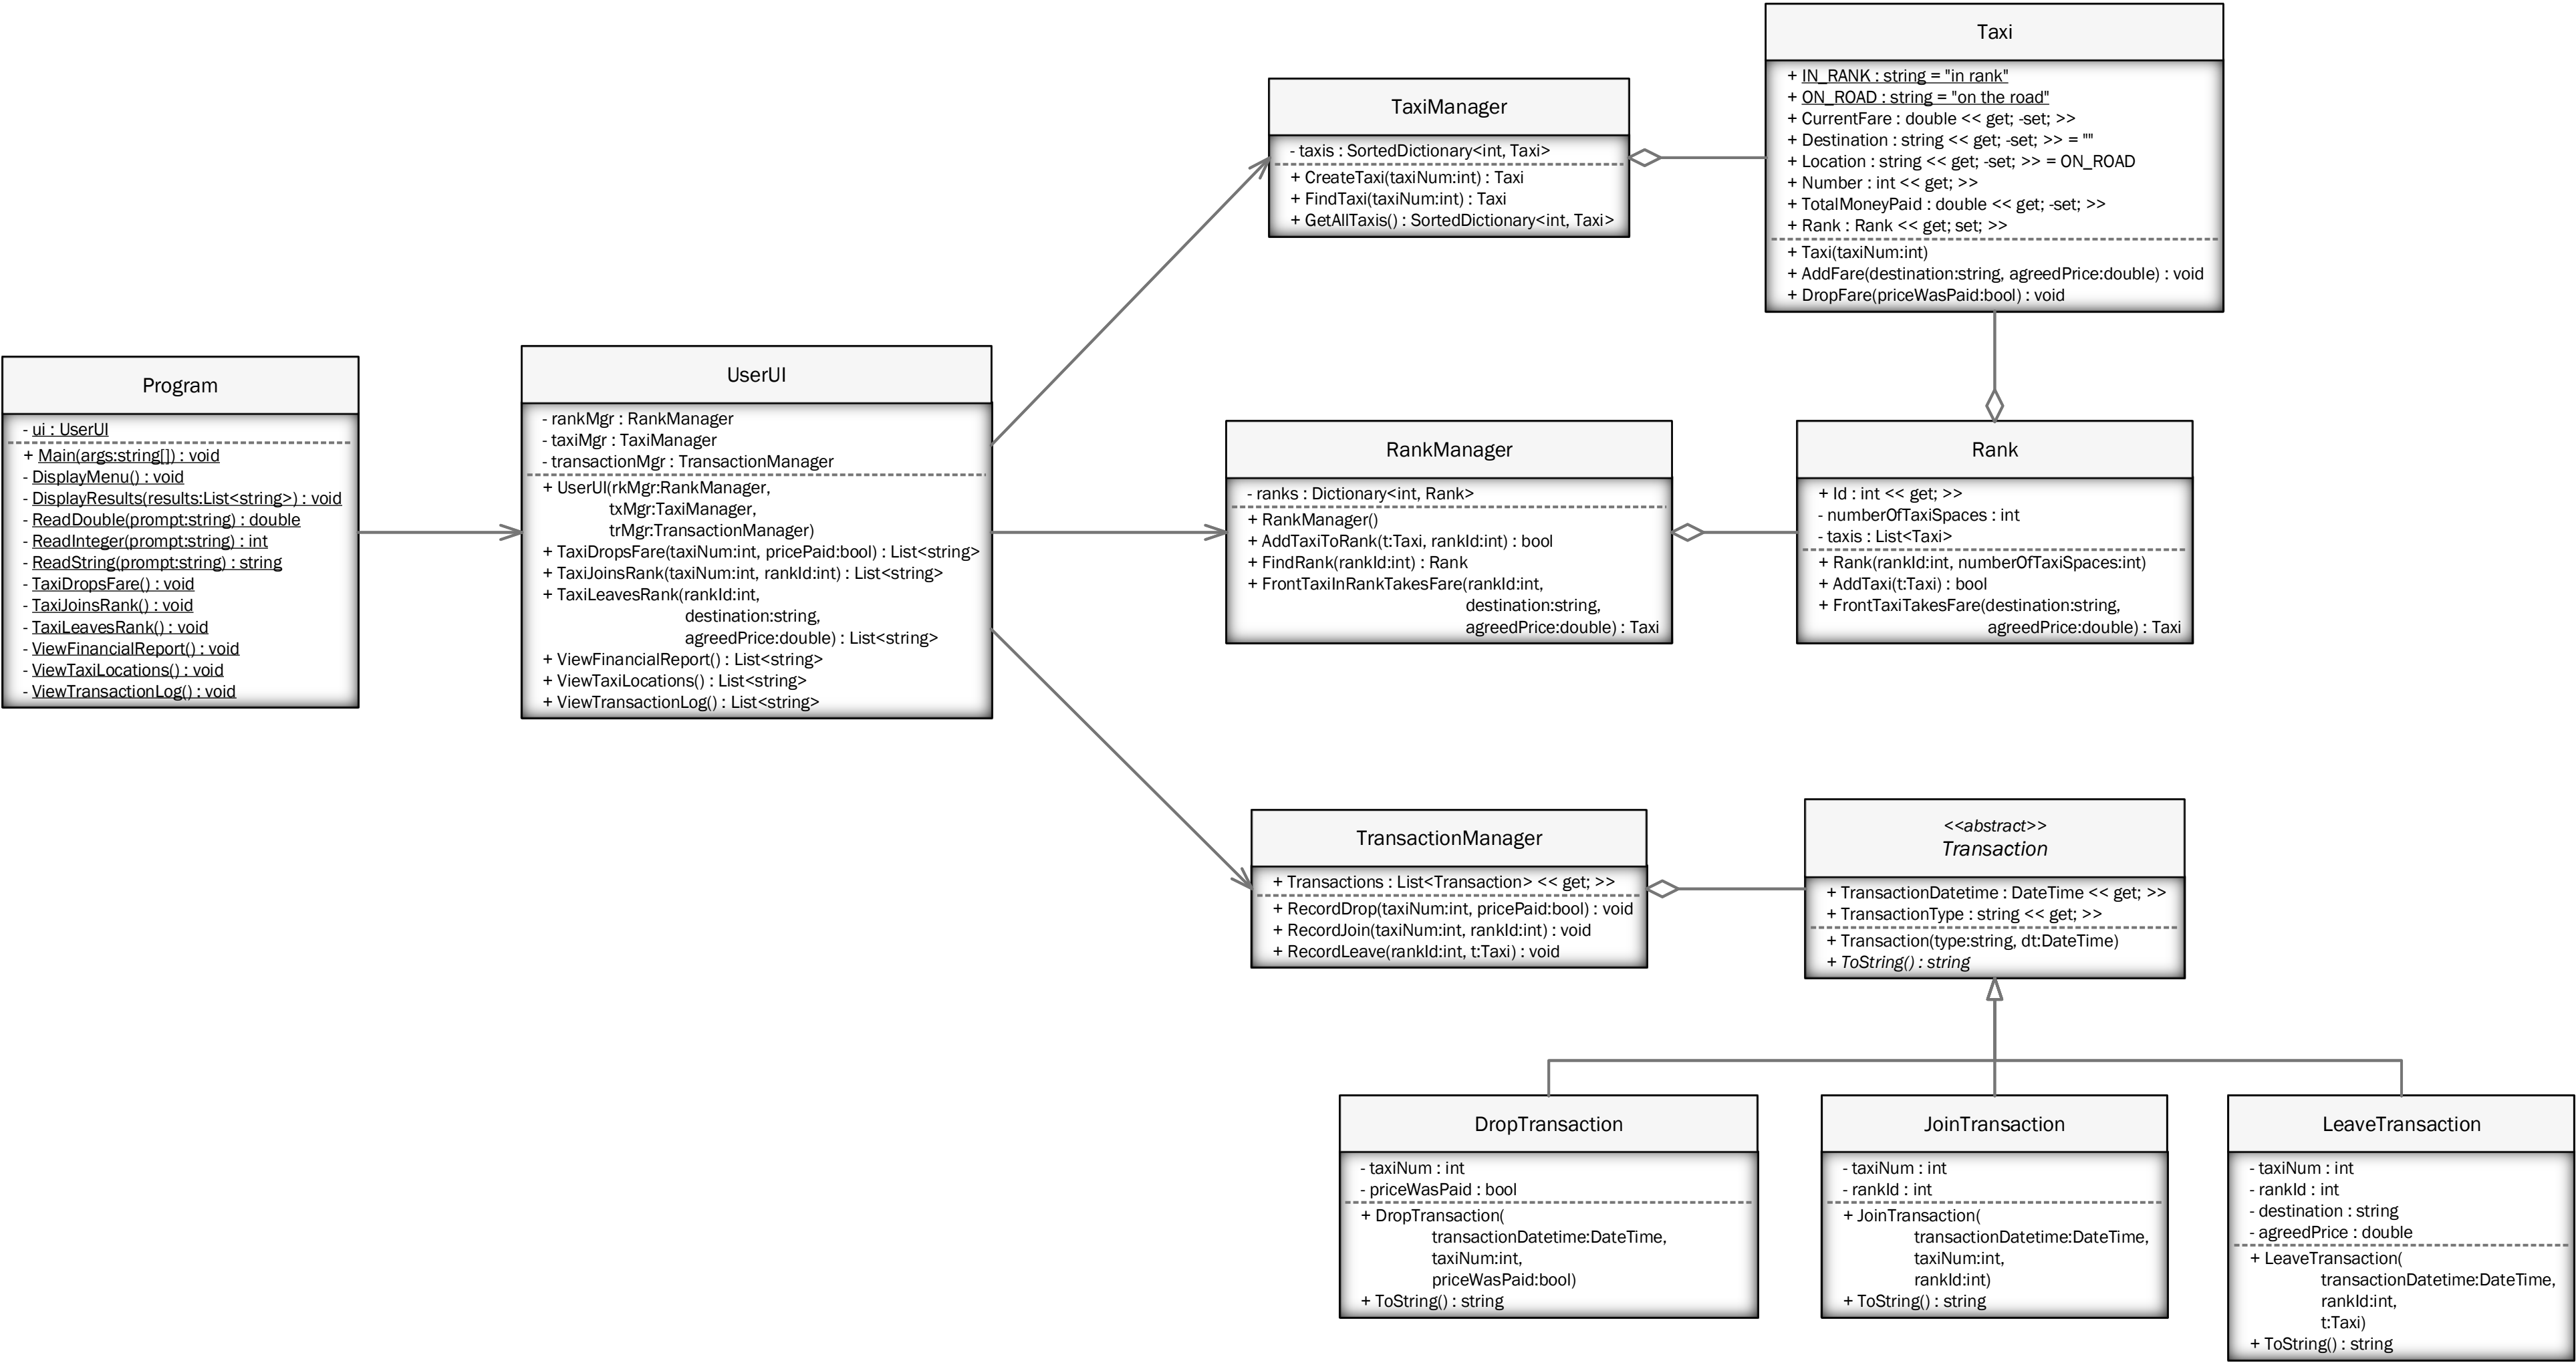 Program
- ui : UserUI
+ Main(args:string[]) : void
- DisplayMenu() : void
- DisplayResults(results:List<string>) : void
- ReadDouble(prompt:string) : double
- ReadInteger(prompt:string) : int
- ReadString(prompt:string) : string
- TaxiDropsFare() : void
- TaxiJoinsRank() : void
- TaxiLeavesRank() : void
- ViewFinancialReport() : void
- ViewTaxiLocations() : void
- ViewTransactionLog() : void
UserUI
- rankMgr : RankManager
- taxiMgr : TaxiManager
- transactionMgr : TransactionManager
+ UserUI(rkMgr:RankManager,
txMgr:TaxiManager,
trMgr:TransactionManager)
+ TaxiDropsFare(taxiNum:int, pricePaid:bool) : List<string>
+ TaxiJoinsRank(taxiNum:int, rankId:int) : List<string>
+ TaxiLeavesRank(rankId:int,
destination:string,
agreedPrice:double) : List<string>
+ ViewFinancialReport() : List<string>
+ ViewTaxiLocations() : List<string>
+ ViewTransactionLog() : List<string>
TaxiManager
- taxis : SortedDictionary<int, Taxi>
+ CreateTaxi(taxiNum:int) : Taxi
+ FindTaxi(taxiNum:int) : Taxi
+ GetAllTaxis() : SortedDictionary<int, Taxi>
Taxi
+ IN_RANK : string = "in rank"
+ ON_ROAD : string = "on the road"
+ CurrentFare : double << get; -set; >>
+ Destination : string << get; -set; >> = ""
+ Location : string << get; -set; >> = ON_ROAD
+ Number : int << get; >>
+ TotalMoneyPaid : double << get; -set; >>
+ Rank : Rank << get; set; >>
+ Taxi(taxiNum:int)
+ AddFare(destination:string, agreedPrice:double) : void
+ DropFare(priceWasPaid:bool) : void
RankManager
- ranks : Dictionary<int, Rank>
+ RankManager()
+ AddTaxiToRank(t:Taxi, rankId:int) : bool
+ FindRank(rankId:int) : Rank
+ FrontTaxiInRankTakesFare(rankId:int,
destination:string,
agreedPrice:double) : Taxi
Rank
+ Id : int << get; >>
- numberOfTaxiSpaces : int
- taxis : List<Taxi>
+ Rank(rankId:int, numberOfTaxiSpaces:int)
+ AddTaxi(t:Taxi) : bool
+ FrontTaxiTakesFare(destination:string,
agreedPrice:double) : Taxi
TransactionManager
+ Transactions : List<Transaction> << get; >>
+ RecordDrop(taxiNum:int, pricePaid:bool) : void
+ RecordJoin(taxiNum:int, rankId:int) : void
+ RecordLeave(rankId:int, t:Taxi) : void
<<abstract>>
Transaction
+ TransactionDatetime : DateTime << get; >>
+ TransactionType : string << get; >>
+ Transaction(type:string, dt:DateTime)
+ ToString() : string
DropTransaction
- taxiNum : int
- priceWasPaid : bool
+ DropTransaction(
transactionDatetime:DateTime,
taxiNum:int,
priceWasPaid:bool)
+ ToString() : string
JoinTransaction
- taxiNum : int
- rankId : int
+ JoinTransaction(
transactionDatetime:DateTime,
taxiNum:int,
rankId:int)
+ ToString() : string
LeaveTransaction
- taxiNum : int
- rankId : int
- destination : string
- agreedPrice : double
+ LeaveTransaction(
transactionDatetime:DateTime,
rankId:int,
t:Taxi)
+ ToString() : string